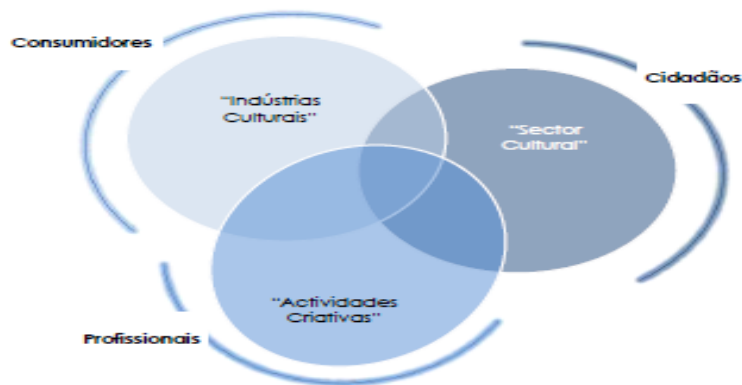 Consumidores
Cidadãos
"Indústrias
Culturais"
"Sector
Cultural"
"Actividades
Criativas"
Profissionais